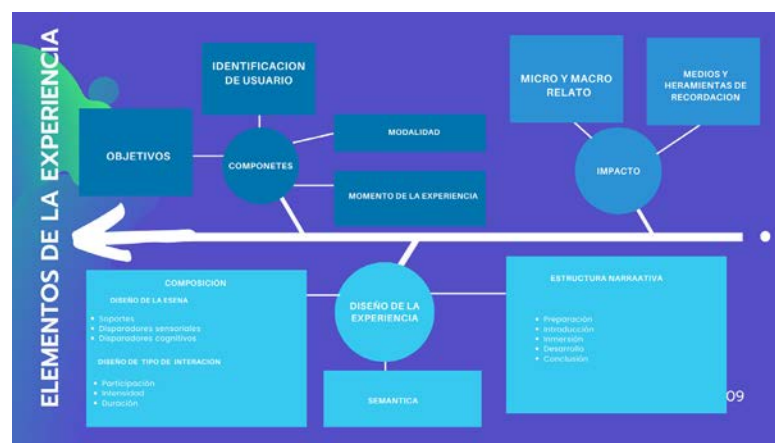 ELEMENTOS DE LA EXPERIENCIA
IDENTIFICACION
DE USUARIO
OBJETIVOS
COMPONETES
MODALIDAD
MOMENTO DE LA EXPERIENCIA
MICRO Y MACRO
RELATO
MEDIOS Y
HERAMIENTAS DE
RECORDACION
IMPACTO
COMPOSICIÓN
DISEÑO DE LA ESENA
Soportes
Disparadores sensoriales
Disparadores cognitivos
DISEÑO DE TIPO DE INTERACION
Participación
Intensidad
Duración
DISEÑO DE LA
EXPERIENCIA
SEMANTICA
ESTRUCTURA NARRAATIVA
Preparación
Introducción
Inmersión
Desarrollo
Conclusión
09